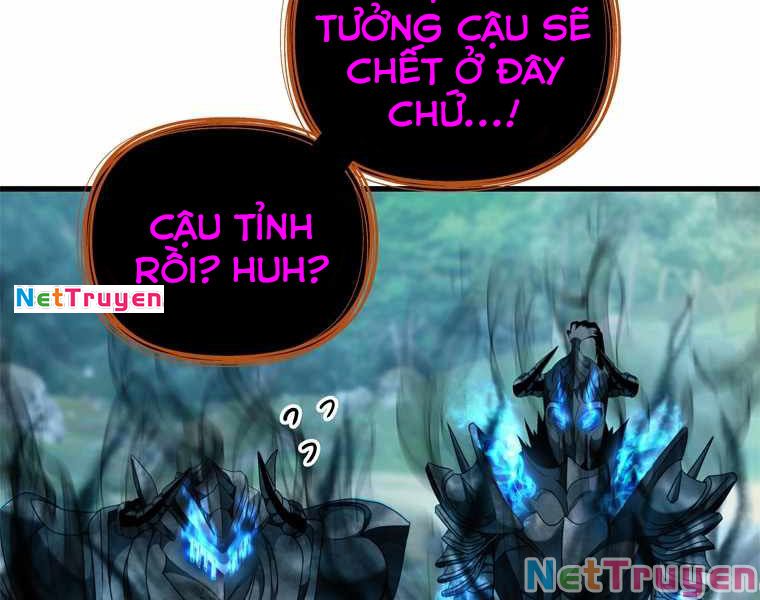 TƯỞNG CẬU SẼ
CHẾT Ở ĐÂY
CHỨ...!
CẬU TỈNH
RỒI? HUH?
NetTruyen
NetTruyen